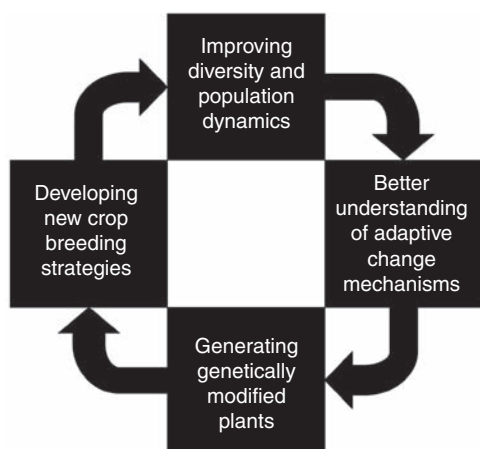 Improving
diversity and
population
dynamics
Better
understanding
of adaptive
change
mechanisms
Generating
genetically
modified
plants
Developing
new crop
breeding
strategies